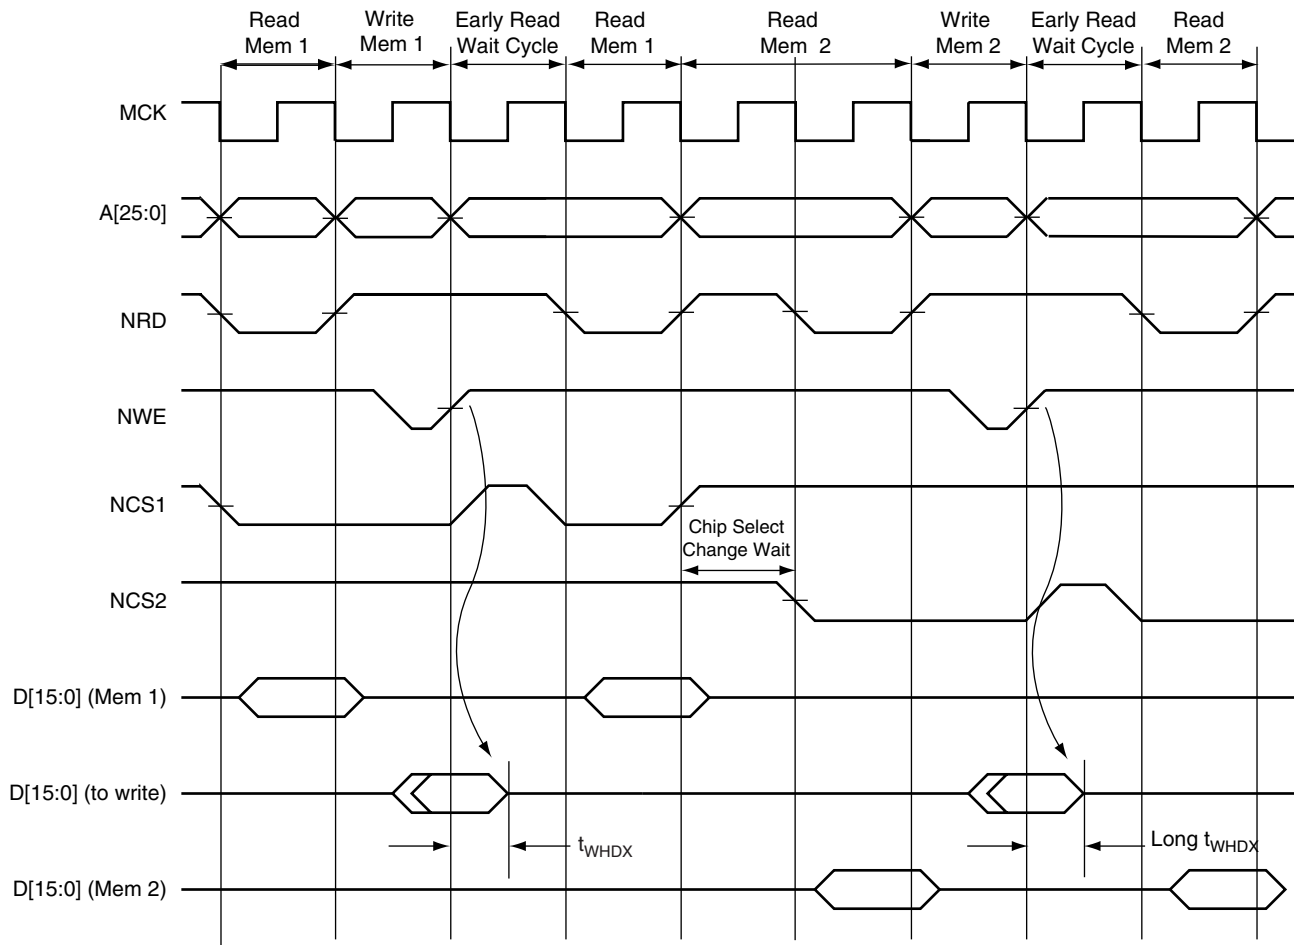 Read
Mem 1
Write
Mem 1
Early Read
Wait Cycle
Read
Mem 1
Read
Mem 2
Write
Mem 2
Early Read
Wait Cycle
Read
Mem 2
MCK
A[25:0]
NRD
NWE
NCS1
Chip Select
Change Wait
NCS2
D[15:0] (Mem 1)
D[15:0] (to write)
tWHDX
Long tWHDX
D[15:0] (Mem 2)